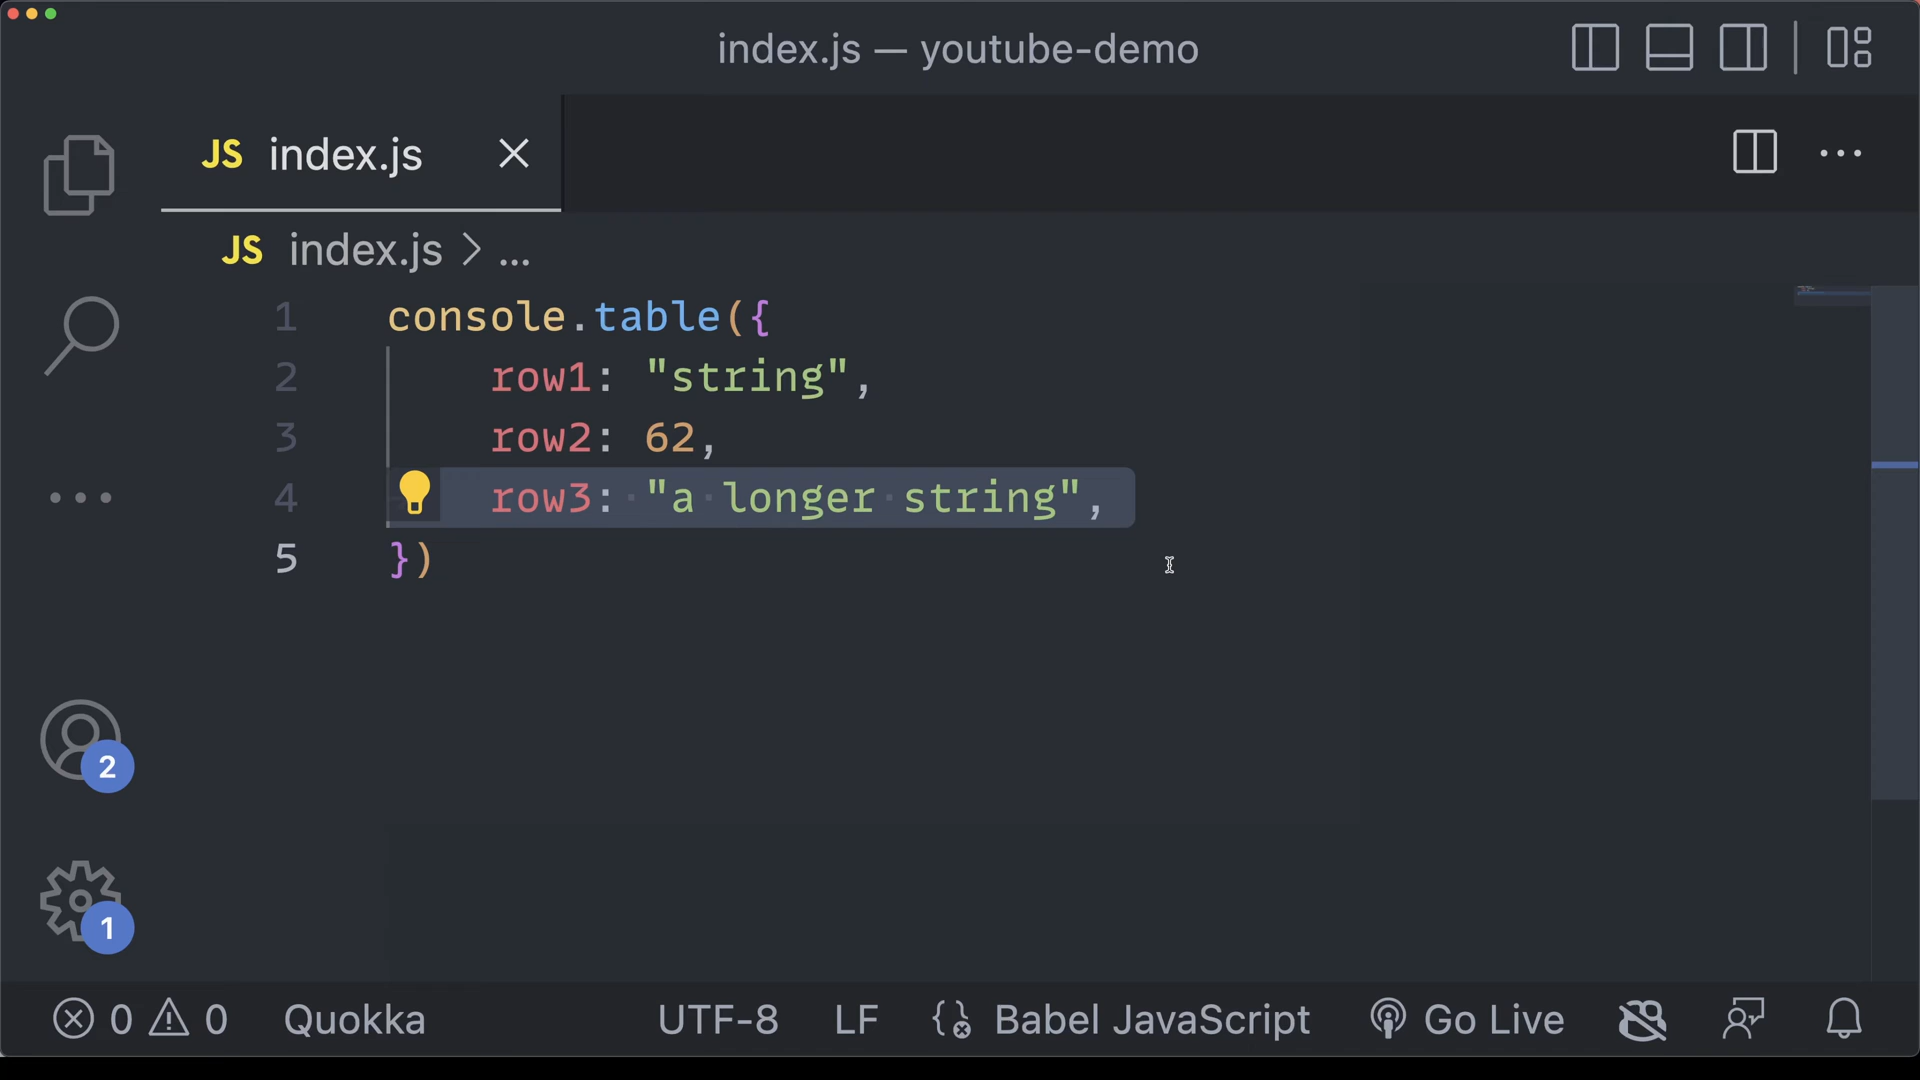 index.js — youtube-demo
JS index.js
JS index.js > ...
1 console.table({
2 row1: "string",
3 row2: 62,
4 row3: "a longer string",
5 })
2
1
0 0 Quokka UTF-8 LF Babel JavaScript Go Live